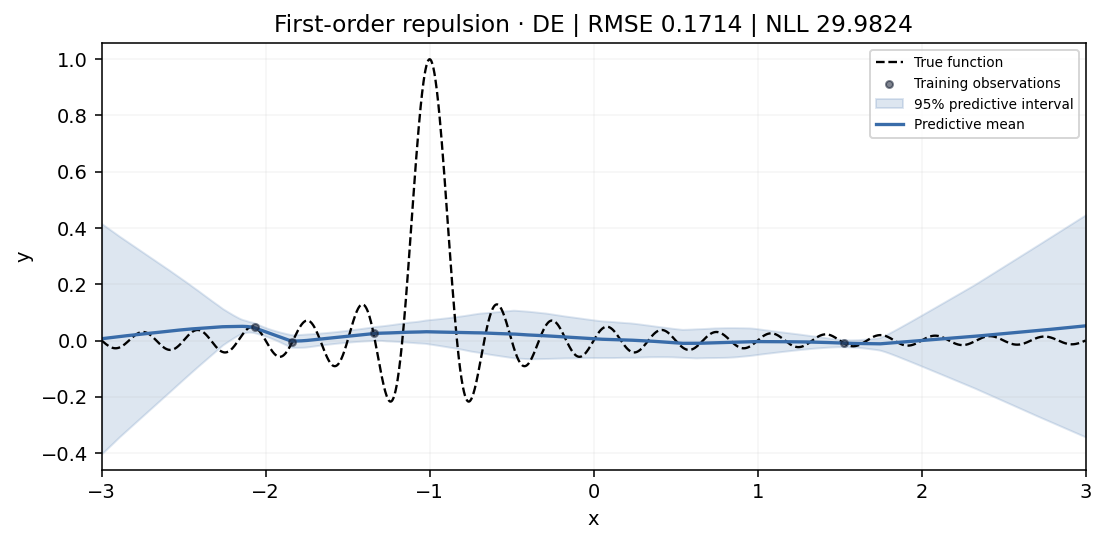 First-order repulsion · DE | RMSE 0.1714 | NLL 29.9824
True function
Training observations
95% predictive interval
Predictive mean
y
1.0
0.8
0.6
0.4
0.2
0.0
−0.2
−0.4
−3
−2
−1
0
1
2
3
x